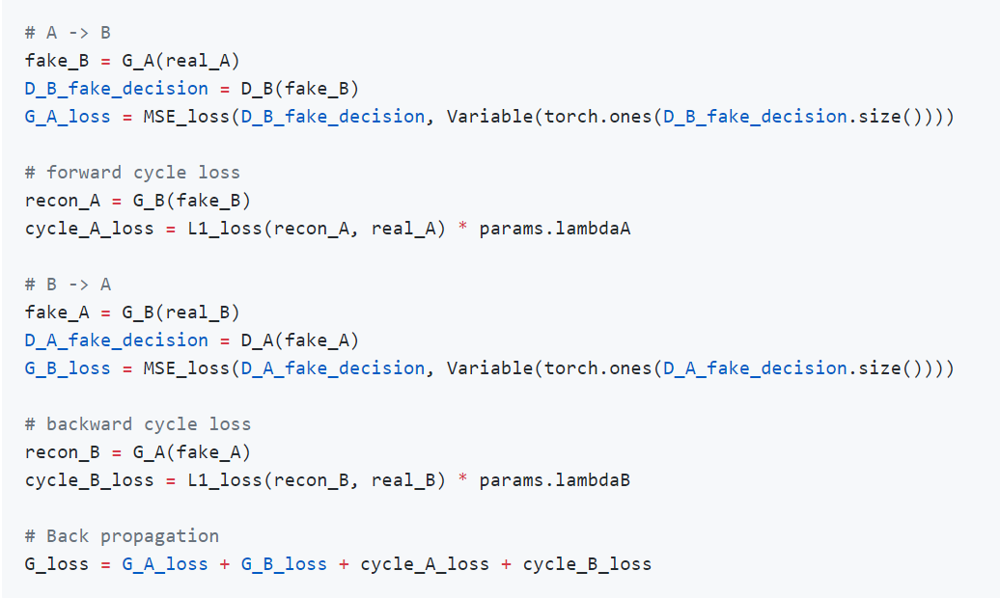 # A -> B
fake_B = G_A(real_A)
D_B_fake_decision = D_B(fake_B)
G_A_loss = MSE_loss(D_B_fake_decision, Variable(torch.ones(D_B_fake_decision.size())))
# forward cycle loss
recon_A = G_B(fake_B)
cycle_A_loss = L1_loss(recon_A, real_A) * params.lambdaA
# B -> A
fake_A = G_B(real_B)
D_A_fake_decision = D_A(fake_A)
G_B_loss = MSE_loss(D_A_fake_decision, Variable(torch.ones(D_A_fake_decision.size())))
# backward cycle loss
recon_B = G_A(fake_A)
cycle_B_loss = L1_loss(recon_B, real_B) * params.lambdaB
# Back propagation
G_loss = G_A_loss + G_B_loss + cycle_A_loss + cycle_B_loss